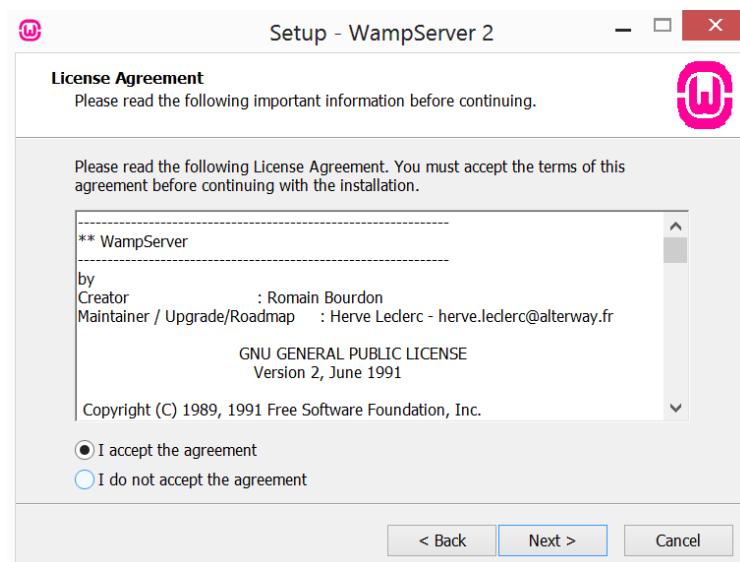 Setup - WampServer 2
License Agreement
Please read the following important information before continuing.
Please read the following License Agreement. You must accept the terms of this
agreement before continuing with the installation.
----------------------------------------------------------------
** WampServer
----------------------------------------------------------------
by
Creator : Romain Bourdon
Maintainer / Upgrade/Roadmap : Herve Leclerc - herve.leclerc@alterway.fr
GNU GENERAL PUBLIC LICENSE
Version 2, June 1991
Copyright (C) 1989, 1991 Free Software Foundation, Inc.
I accept the agreement
I do not accept the agreement
< Back Next > Cancel